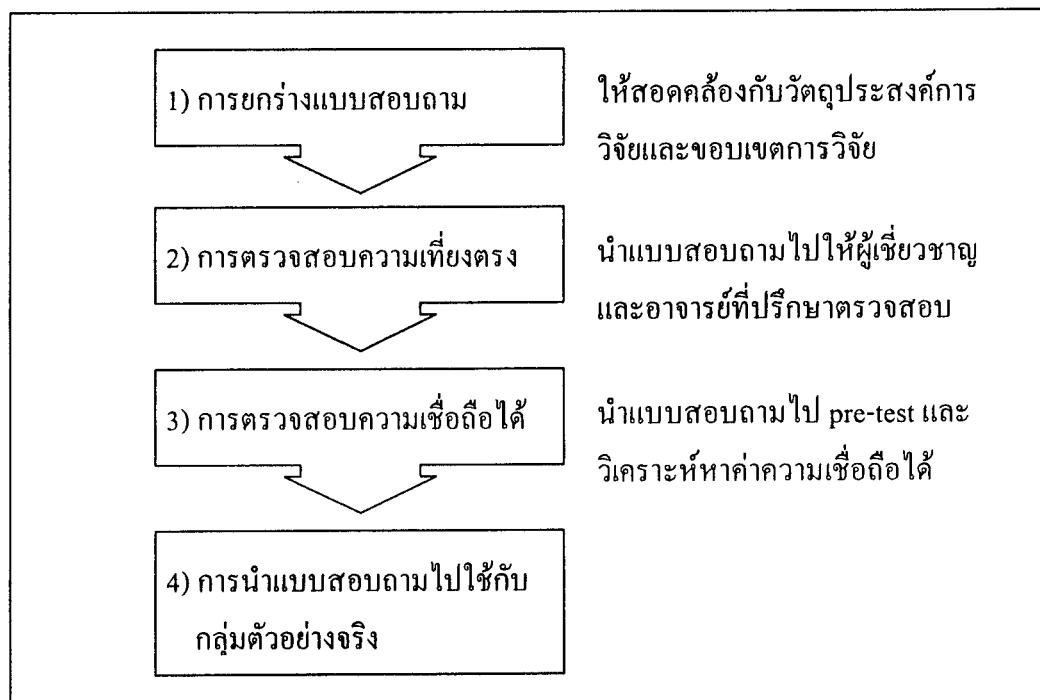 1) การยกร่างแบบสอบถาม
ให้สอดคล้องกับวัตถุประสงค์การ
วิจัยและขอบเขตการวิจัย
2) การตรวจสอบความเที่ยงตรง
นำแบบสอบถามไปให้ผู้เชี่ยวชาญ
และอาจารย์ที่ปรึกษาตรวจสอบ
3) การตรวจสอบความเชื่อถือได้
นำแบบสอบถามไป pre-test และ
วิเคราะห์หาค่าความเชื่อถือได้
4) การนำแบบสอบถามไปใช้กับ
กลุ่มตัวอย่างจริง